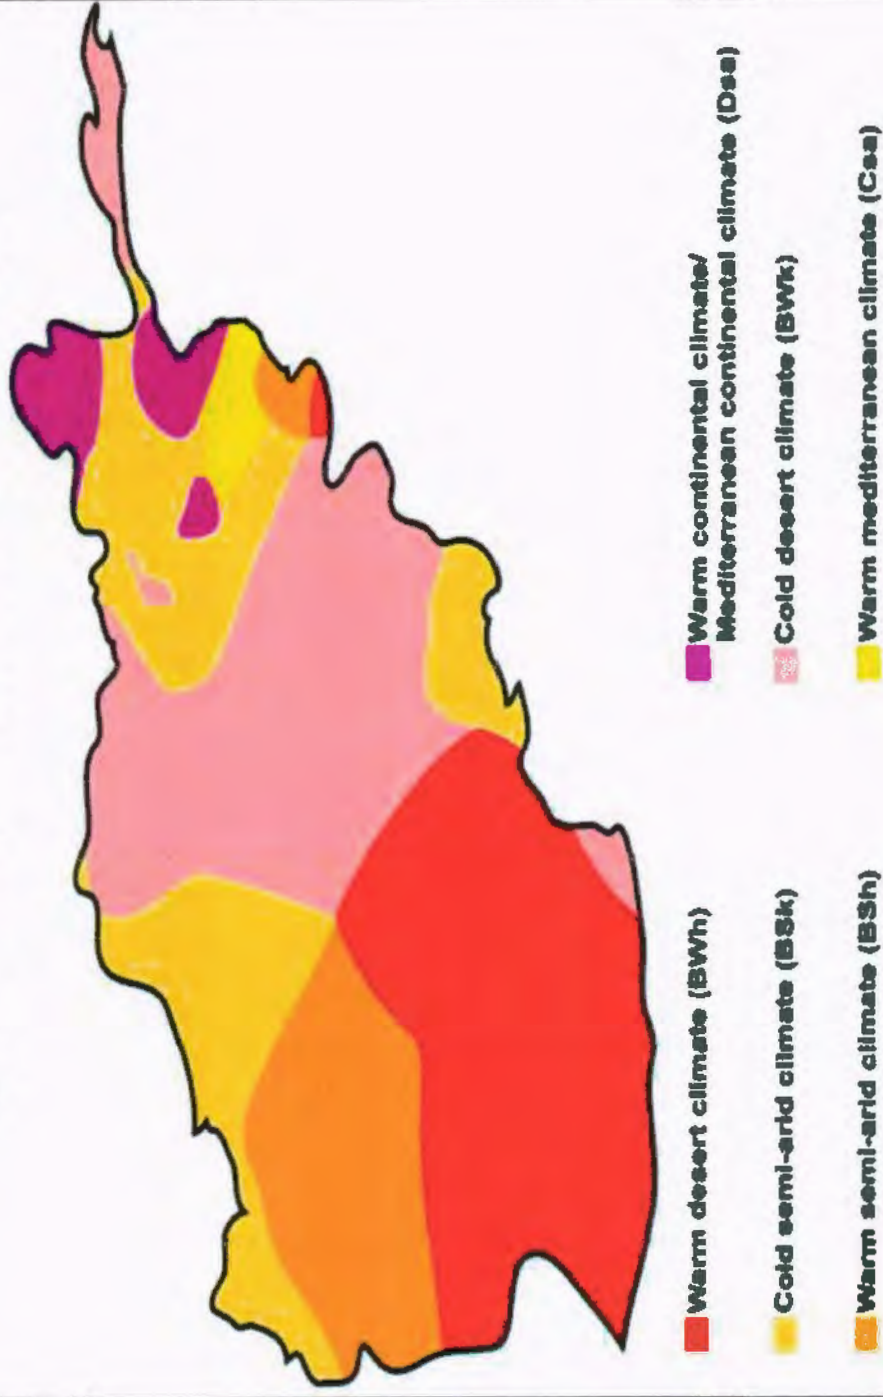 Warm desert climate (BWh)
Cold semi-arid climate (BSk)
Warm semi-arid climate (BSh)
Warm continental climate/
Mediterranean continental climate (Dsa)
Cold desert climate (BWk)
Warm mediterranean climate (Csa)